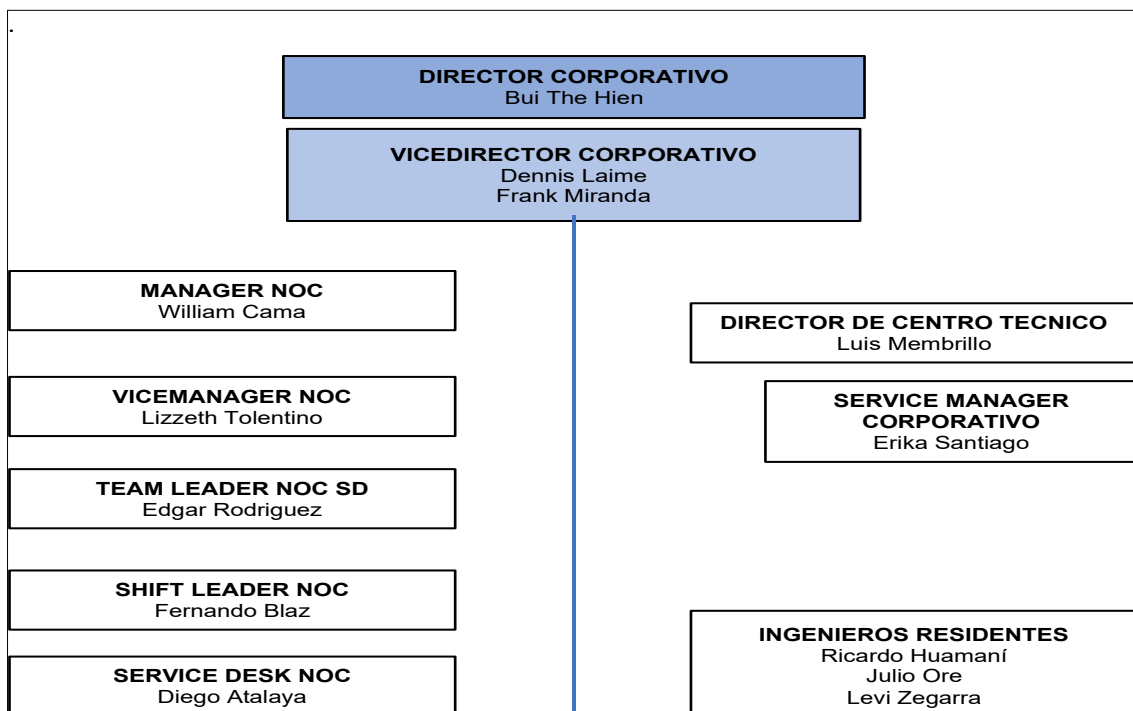 .
DIRECTOR CORPORATIVO
Bui The Hien
VICEDIRECTOR CORPORATIVO
Dennis Laime
Frank Miranda
MANAGER NOC
William Cama
VICEMANAGER NOC
Lizzeth Tolentino
TEAM LEADER NOC SD
Edgar Rodriguez
SHIFT LEADER NOC
Fernando Blaz
SERVICE DESK NOC
Diego Atalaya
DIRECTOR DE CENTRO TECNICO
Luis Membrillo
SERVICE MANAGER
CORPORATIVO
Erika Santiago
INGENIEROS RESIDENTES
Ricardo Huamaní
Julio Ore
Levi Zegarra